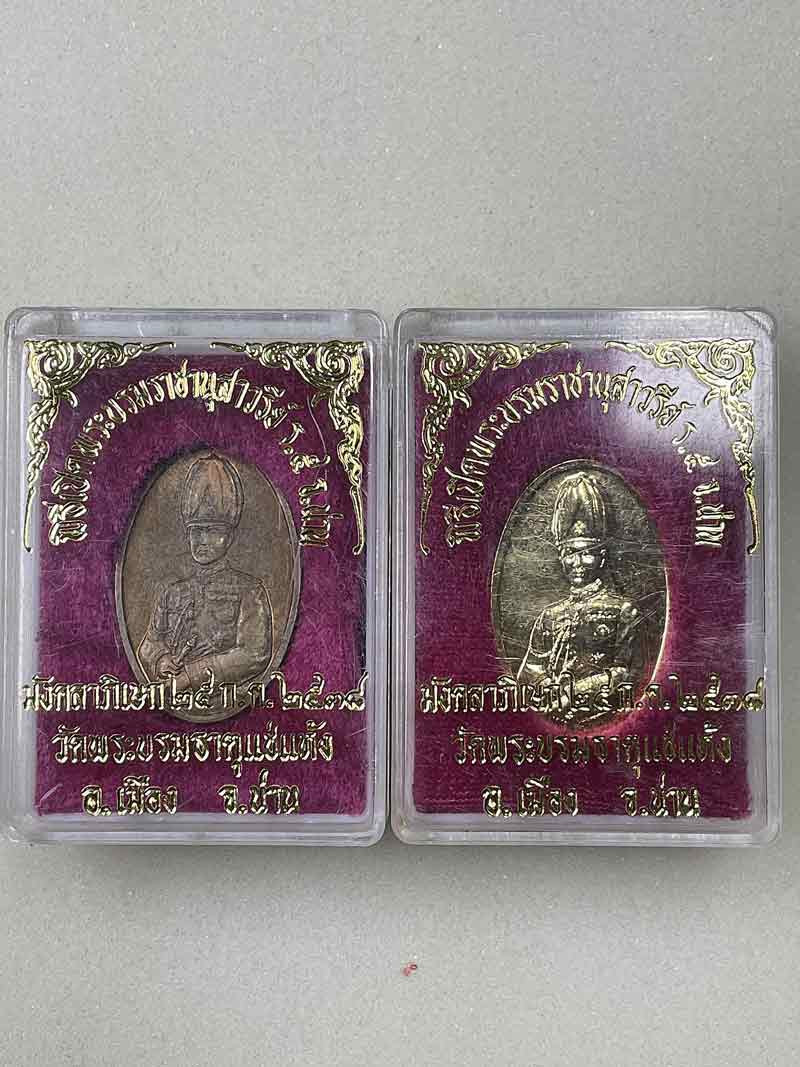 พิธีเปิดพระบรมราชานุสาวรีย์ ร.๕ จ.น่าน
มังคลาภิเษก ๒๕ ก.ค. ๒๕๓๘
วัดพระบรมธาตุแช่แห้ง
อ.เมือง จ.น่าน
พิธีเปิดพระบรมราชานุสาวรีย์ ร.๕ จ.น่าน
มังคลาภิเษก ๒๕ ก.ค. ๒๕๓๘
วัดพระบรมธาตุแช่แห้ง
อ.เมือง จ.น่าน